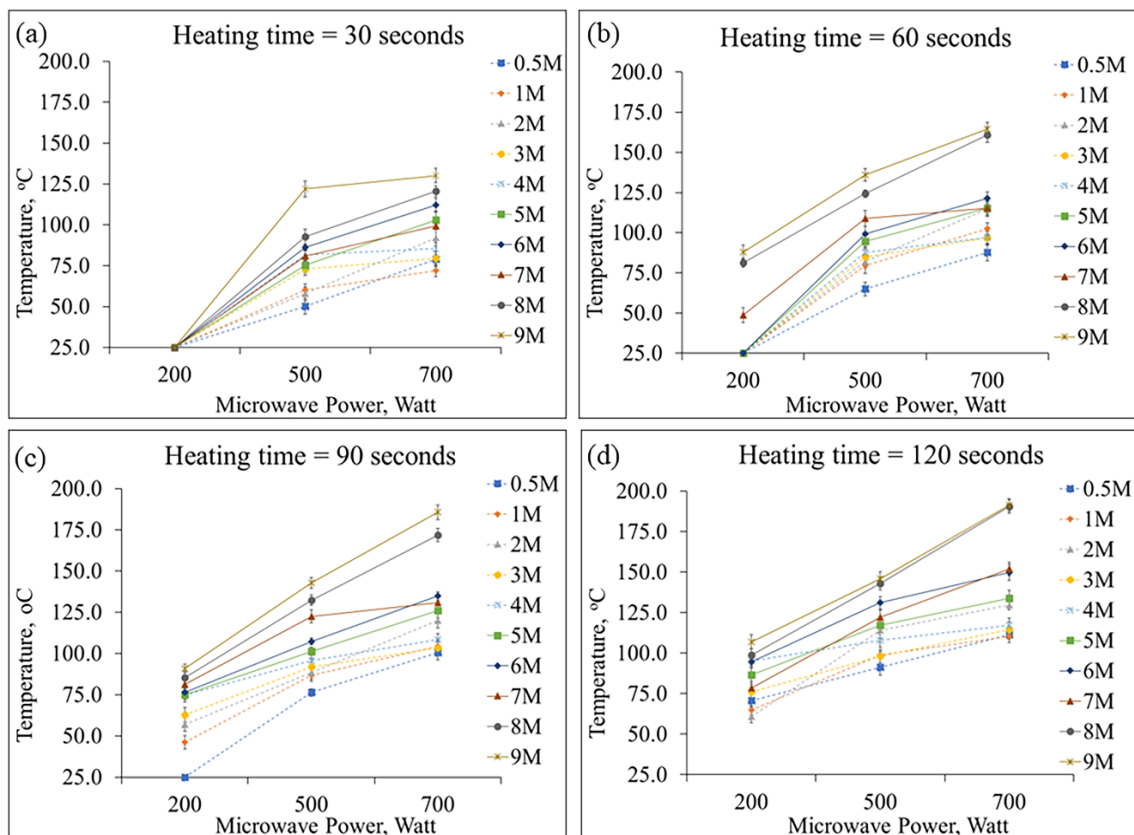 (a)
Heating time = 30 seconds
200.0
175.0
150.0
125.0
100.0
75.0
50.0
25.0
Temperature, °C
200
500
700
Microwave Power, Watt
0.5M
1M
2M
3M
4M
5M
6M
7M
8M
9M
(b)
Heating time = 60 seconds
200.0
175.0
150.0
125.0
100.0
75.0
50.0
25.0
Temperature, °C
200
500
700
Microwave Power, Watt
0.5M
1M
2M
3M
4M
5M
6M
7M
8M
9M
(c)
Heating time = 90 seconds
200.0
175.0
150.0
125.0
100.0
75.0
50.0
25.0
Temperature, oC
200
500
700
Microwave Power, Watt
0.5M
1M
2M
3M
4M
5M
6M
7M
8M
9M
(d)
Heating time = 120 seconds
200.0
175.0
150.0
125.0
100.0
75.0
50.0
25.0
Temperature, °C
200
500
700
Microwave Power, Watt
0.5M
1M
2M
3M
4M
5M
6M
7M
8M
9M